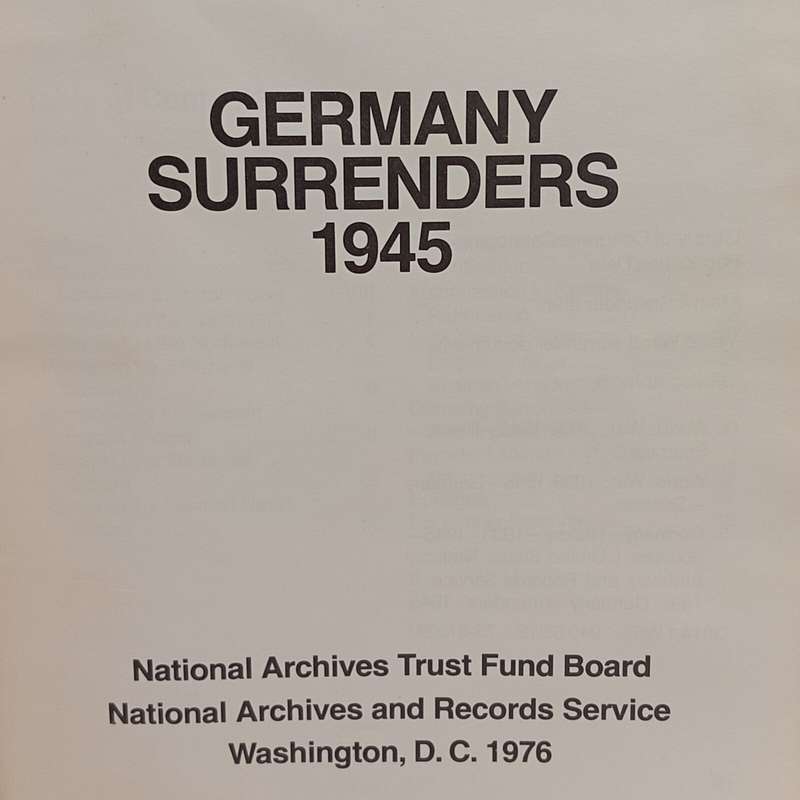 GERMANY
SURRENDERS
1945
National Archives Trust Fund Board
National Archives and Records Service
Washington, D. C. 1976